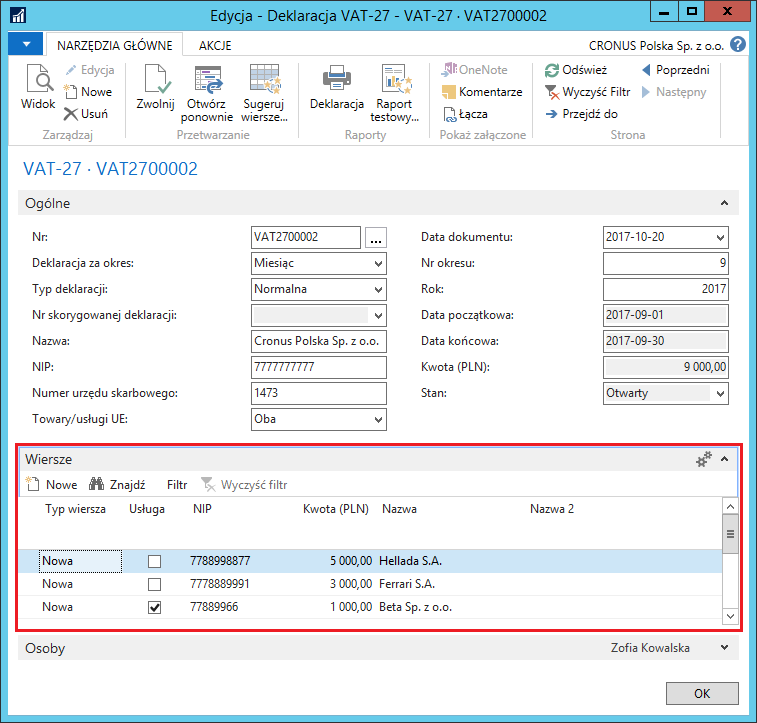 Edycja - Deklaracja VAT-27 - VAT-27 · VAT2700002
NARZĘDZIA GŁÓWNE AKCJE CRONUS Polska Sp. z o.o. ?
Widok Edycja Nowe Usuń
Zarządzaj
Zwolnij Otwórz ponownie Sugeruj wiersze...
Przetwarzanie
Deklaracja Raport testowy...
Raporty
OneNote Komentarze Łącza
Pokaż załączone
Odśwież Wyczyść Filtr Przejdź do Poprzedni Następny
Strona
VAT-27 · VAT2700002
Ogólne
Nr: VAT2700002 ...
Deklaracja za okres: Miesiąc
Typ deklaracji: Normalna
Nr skorygowanej deklaracji:
Nazwa: Cronus Polska Sp. z o.o.
NIP: 7777777777
Numer urzędu skarbowego: 1473
Towary/usługi UE: Oba
Data dokumentu: 2017-10-20
Nr okresu: 9
Rok: 2017
Data początkowa: 2017-09-01
Data końcowa: 2017-09-30
Kwota (PLN): 9 000,00
Stan: Otwarty
Wiersze
Nowe Znajdź Filtr Wyczyść filtr
Typ wiersza Usługa NIP Kwota (PLN) Nazwa Nazwa 2
Nowa 7788998877 5 000,00 Hellada S.A.
Nowa 7778889991 3 000,00 Ferrari S.A.
Nowa 77889966 1 000,00 Beta Sp. z o.o.
Osoby Zofia Kowalska
OK